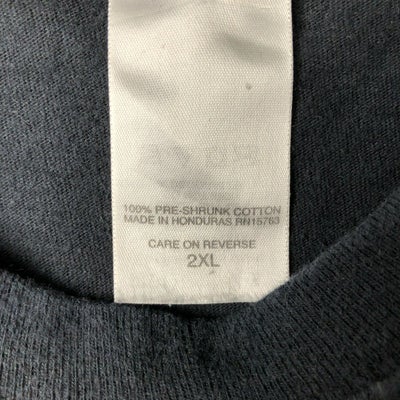 100% PRE-SHRUNK COTTON
MADE IN HONDURAS RN15763
CARE ON REVERSE
2XL